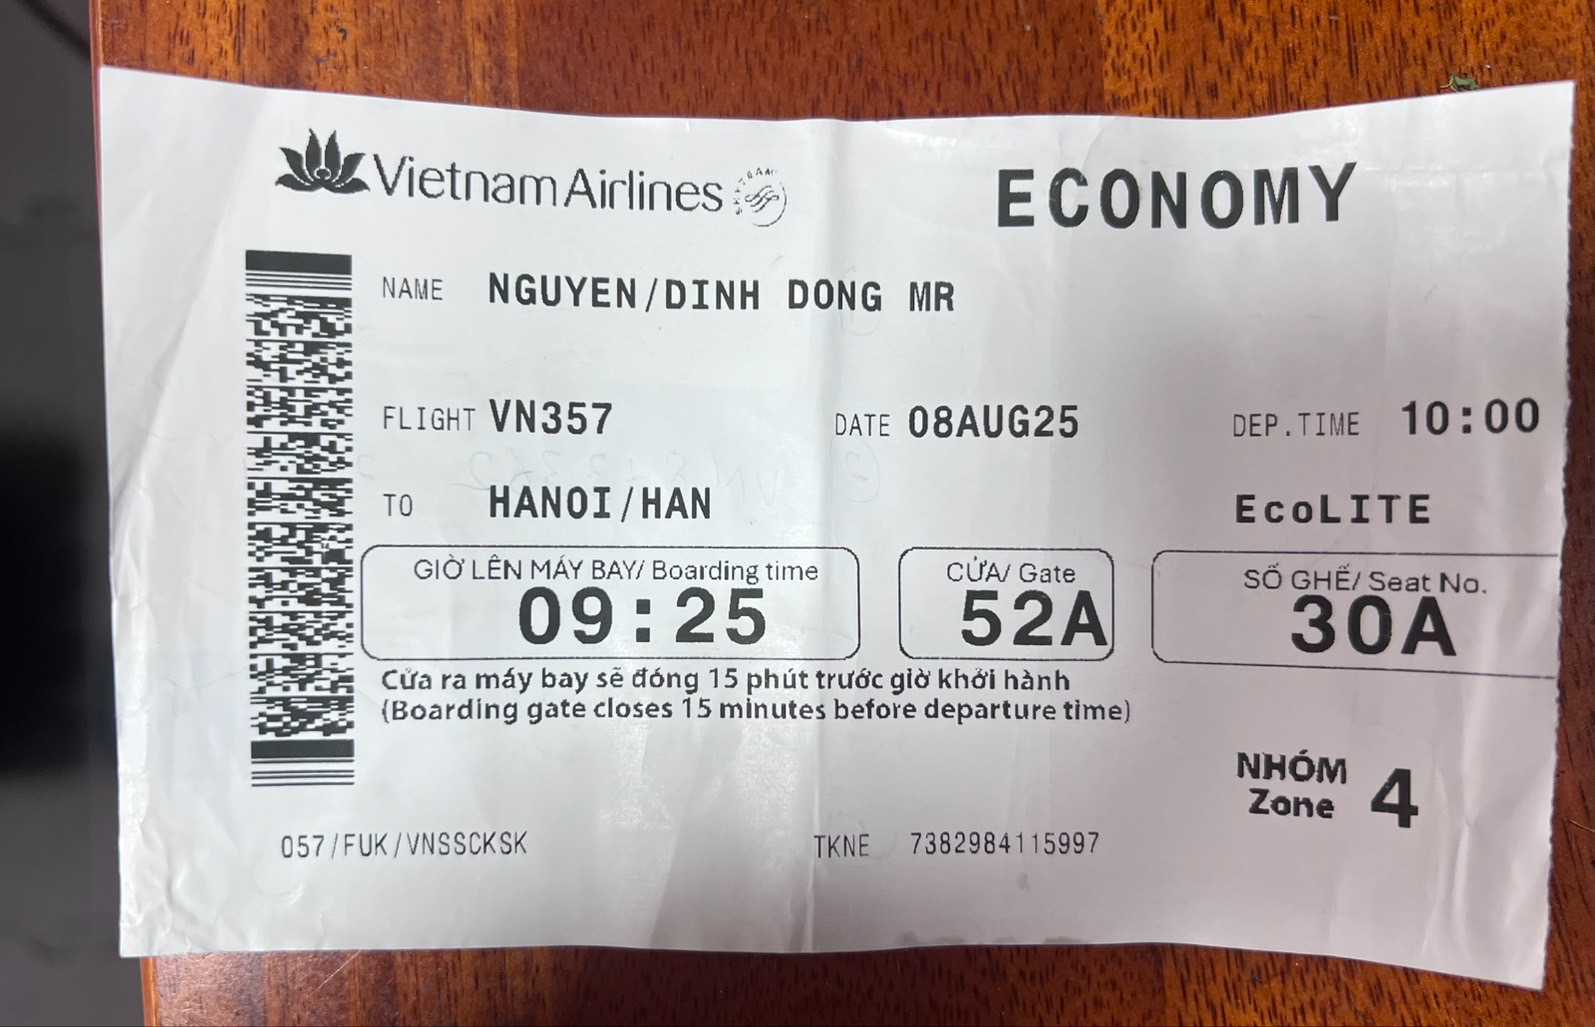 Vietnam Airlines SKYTEAM
ECONOMY
NAME NGUYEN/DINH DONG MR
FLIGHT VN357 DATE 08AUG25 DEP.TIME 10:00
TO HANOI/HAN EcoLITE
GIỜ LÊN MÁY BAY/ Boarding time CỬA/ Gate SỐ GHẾ/ Seat No.
09:25 52A 30A
Cửa ra máy bay sẽ đóng 15 phút trước giờ khởi hành
(Boarding gate closes 15 minutes before departure time)
NHÓM
Zone 4
057/FUK/VNSSCKSK TKNE 7382984115997